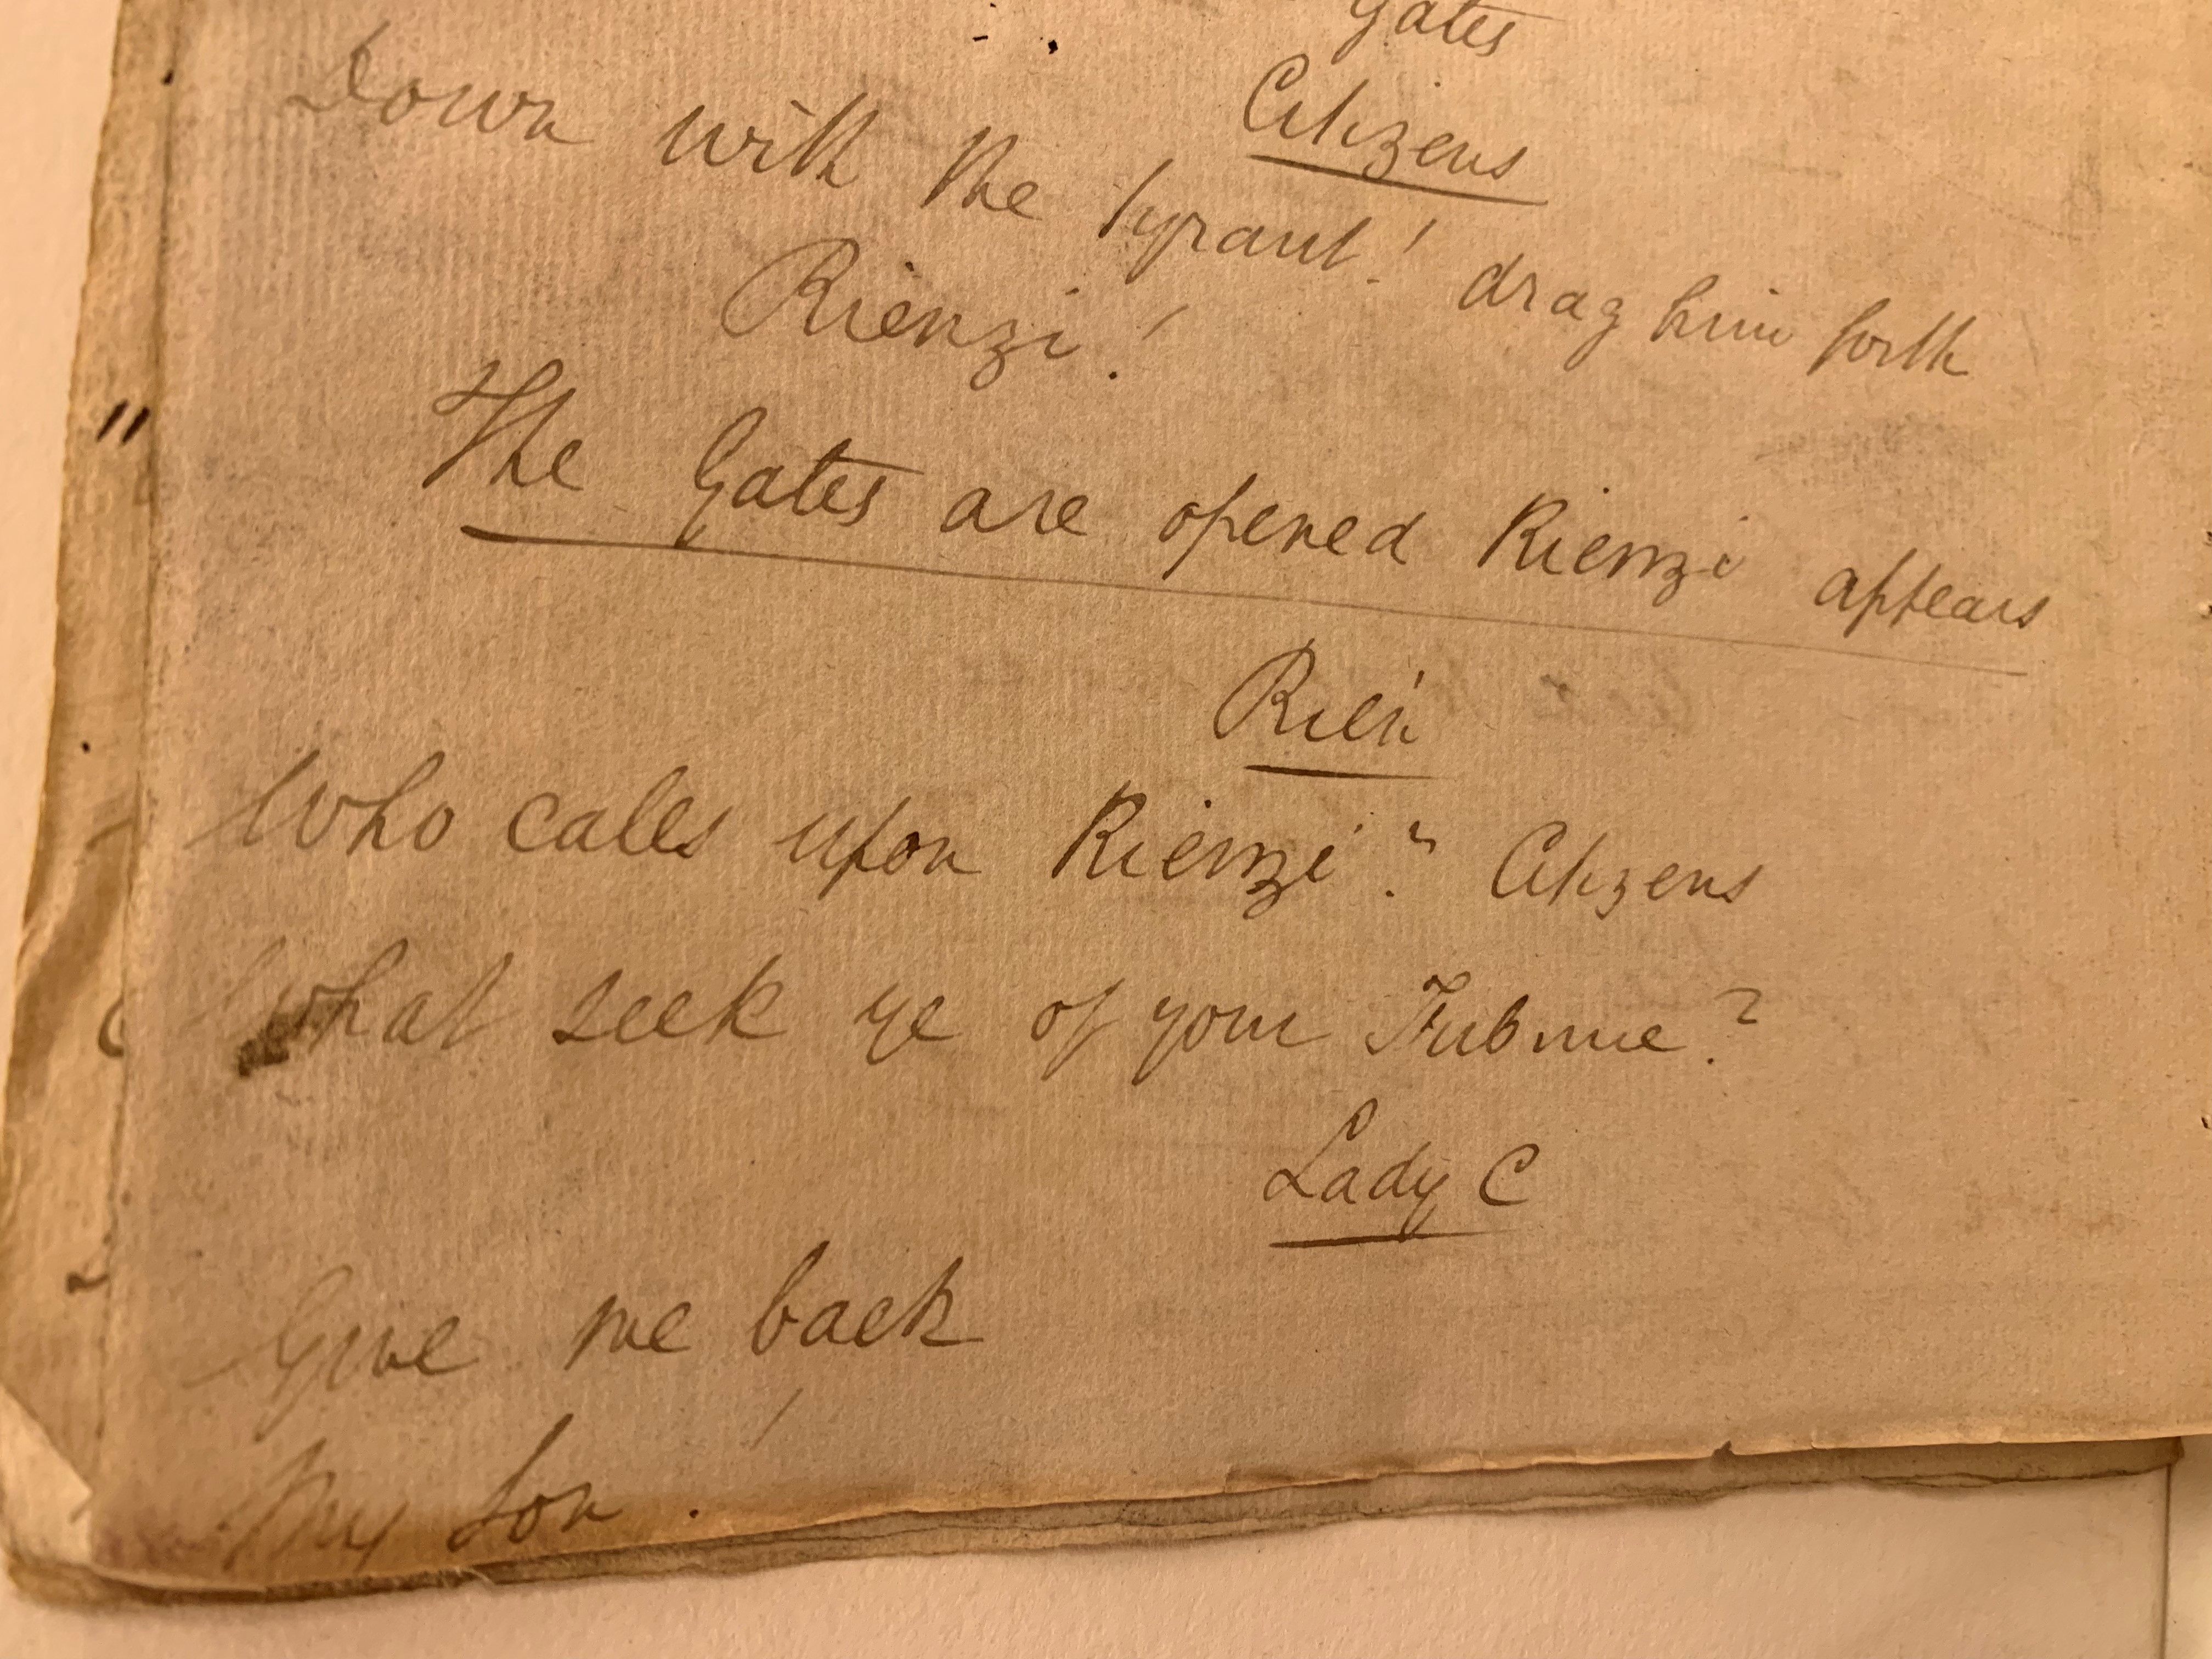 Gates
Citizens
Down with the tyrant! drag him forth
Rienzi!
The Gates are opened Rienzi appears
Rien
Who calls upon Rienzi? Citizens
What seek ye of your Tribune?
Lady C
Give me back
My Son!